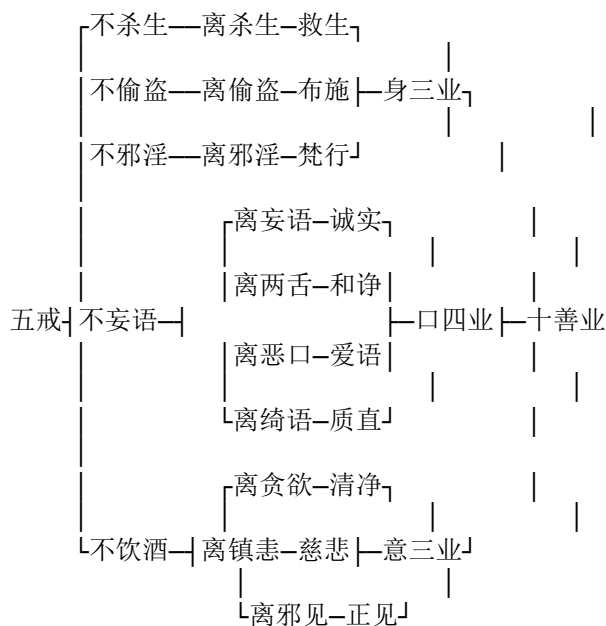 ┌不杀生——离杀生—救生┐
不偷盗——离偷盗—布施├—身三业┐
不邪淫——离邪淫—梵行┘
┌离妄语—诚实┐
离两舌—和诤
五戒┤不妄语—┤ ├—口四业├—十善业
离恶口—爱语
└离绮语—质直┘
┌离贪欲—清净┐
└不饮酒—┤离镇恚—慈悲├—意三业┘
└离邪见—正见┘